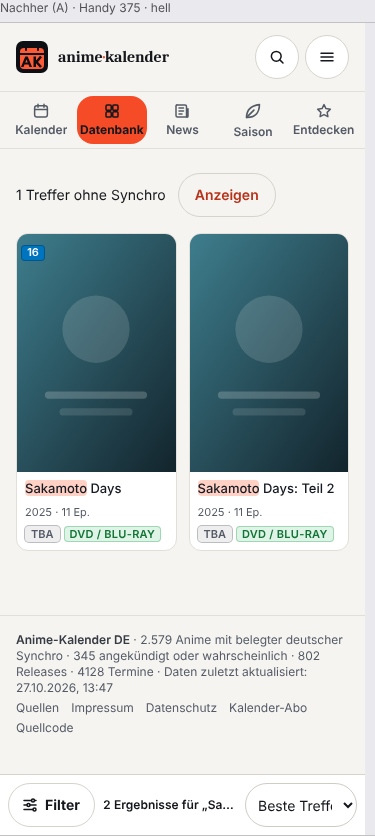 Nachher (A) · Handy 375 · hell
AK anime·kalender
Kalender Datenbank News Saison Entdecken
1 Treffer ohne Synchro Anzeigen
16
Sakamoto Days
2025 · 11 Ep.
TBA DVD / BLU-RAY
Sakamoto Days: Teil 2
2025 · 11 Ep.
TBA DVD / BLU-RAY
Anime-Kalender DE · 2.579 Anime mit belegter deutscher
Synchro · 345 angekündigt oder wahrscheinlich · 802
Releases · 4128 Termine · Daten zuletzt aktualisiert:
27.10.2026, 13:47
Quellen Impressum Datenschutz Kalender-Abo
Quellcode
Filter 2 Ergebnisse für „Sa… Beste Treff